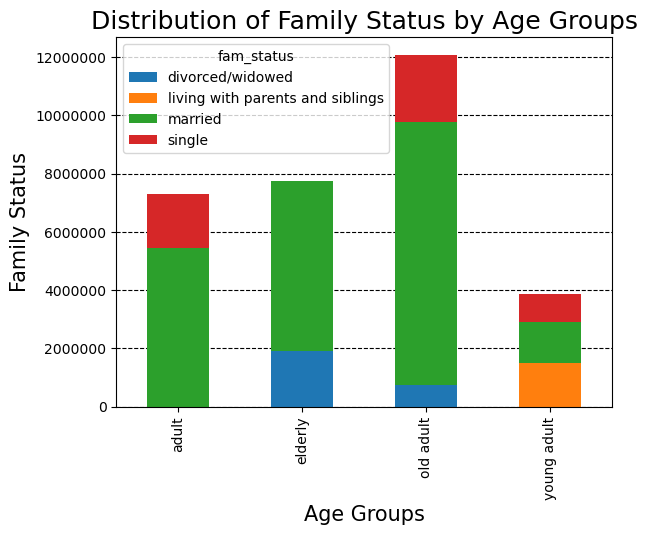 Distribution of Family Status by Age Groups
fam_status
divorced/widowed
living with parents and siblings
married
single
Family Status
12000000
10000000
8000000
6000000
4000000
2000000
0
adult
elderly
old adult
young adult
Age Groups